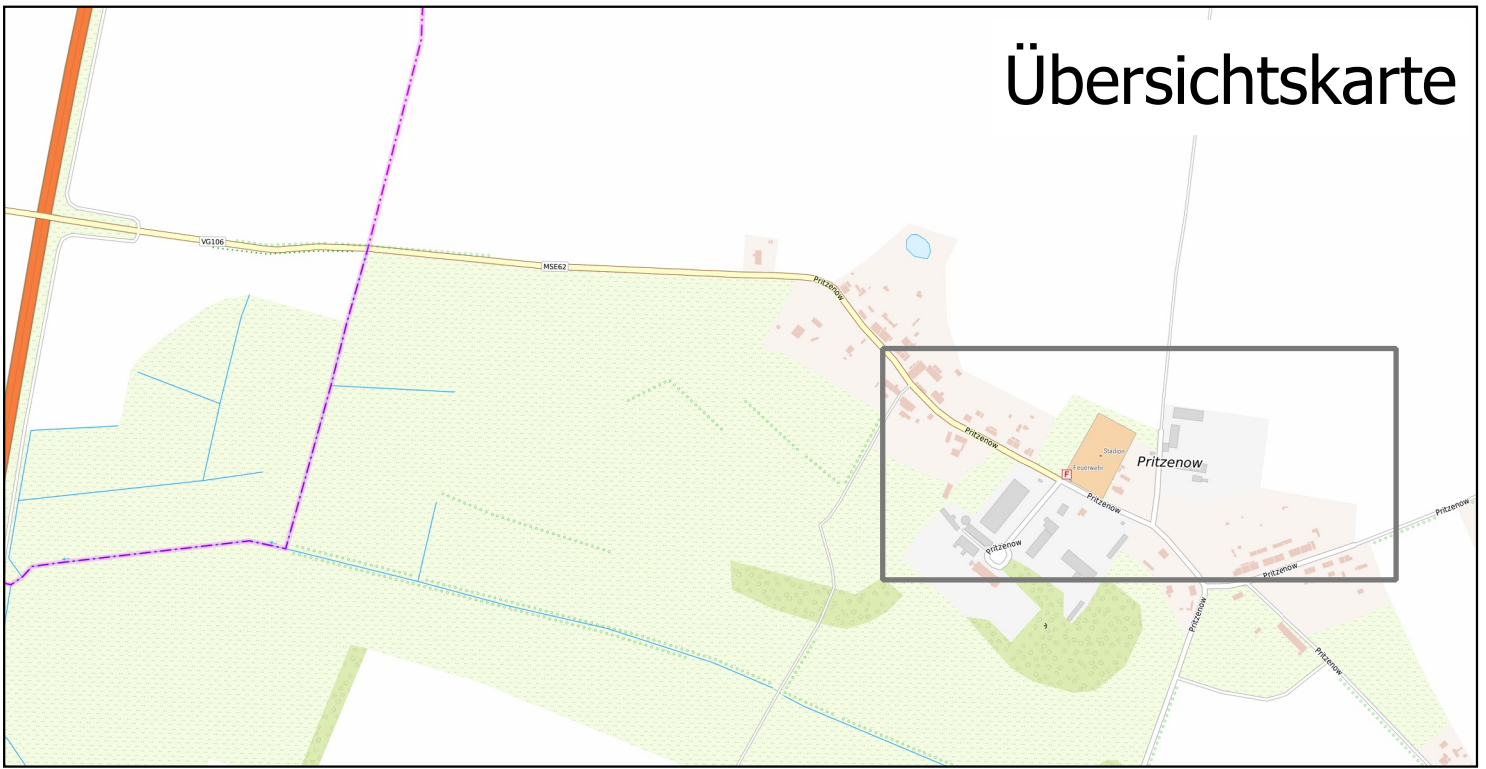 Übersichtskarte
VG106
MSE62
Pritzenow
Pritzenow
Stadion
Pritzenow
Feuerwehr
F
Pritzenow
Pritzenow
Pritzenow
Pritzenow
Pritzenow
Pritzenow